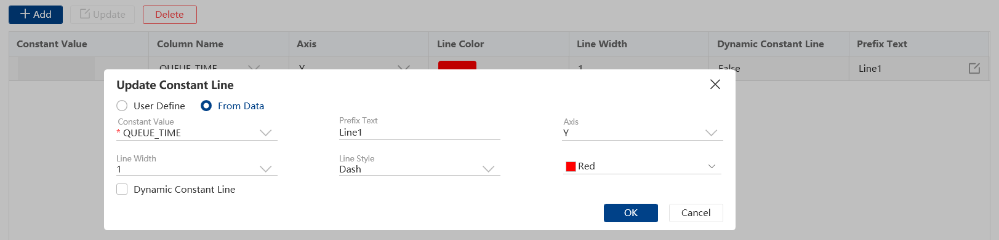 Add Update Delete
Constant Value Column Name Axis Line Color Line Width Dynamic Constant Line Prefix Text
QUEUE_TIME Y 1 False Line1
Update Constant Line
User Define From Data
Constant Value Prefix Text Axis
* QUEUE_TIME Line1 Y
Line Width Line Style
1 Dash Red
Dynamic Constant Line
OK Cancel